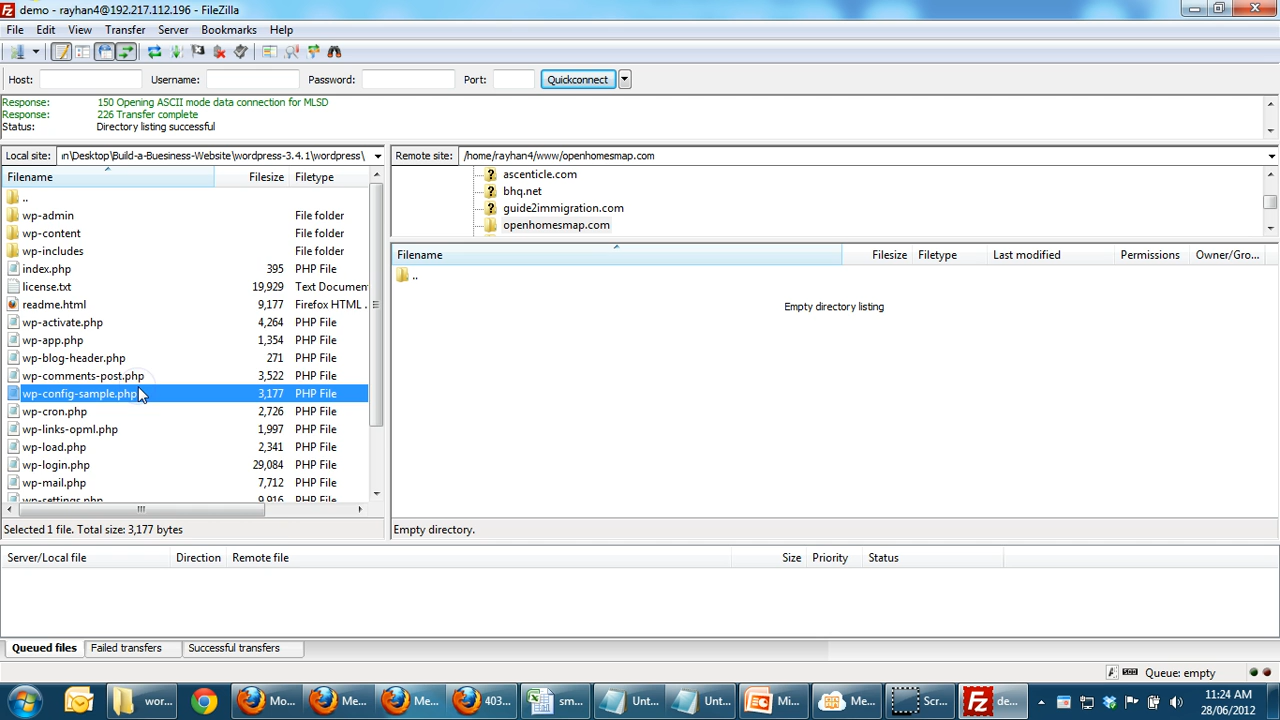 demo - rayhan4@192.217.112.196 - FileZilla
File Edit View Transfer Server Bookmarks Help
Host: Username: Password: Port: Quickconnect
Response: 150 Opening ASCII mode data connection for MLSD
Response: 226 Transfer complete
Status: Directory listing successful
Local site: \Desktop\Build-a-Buesiness-Website\wordpress-3.4.1\wordpress\
Remote site: /home/rayhan4/www/openhomesmap.com
ascenticle.com
bhq.net
guide2immigration.com
openhomesmap.com
Filename Filesize Filetype
..
wp-admin File folder
wp-content File folder
wp-includes File folder
index.php 395 PHP File
license.txt 19,929 Text Documen
readme.html 9,177 Firefox HTML .
wp-activate.php 4,264 PHP File
wp-app.php 1,354 PHP File
wp-blog-header.php 271 PHP File
wp-comments-post.php 3,522 PHP File
wp-config-sample.php 3,177 PHP File
wp-cron.php 2,726 PHP File
wp-links-opml.php 1,997 PHP File
wp-load.php 2,341 PHP File
wp-login.php 29,084 PHP File
wp-mail.php 7,712 PHP File
wp-settings.php 9,916 PHP File
Selected 1 file. Total size: 3,177 bytes
Filename Filesize Filetype Last modified Permissions Owner/Gro...
..
Empty directory listing
Empty directory.
Server/Local file Direction Remote file Size Priority Status
Queued files Failed transfers Successful transfers
Queue: empty
wor... Mo... Me... Me... 403... sm... Unt... Unt... Mi... Me... Scr... Fz de...
11:24 AM
28/06/2012